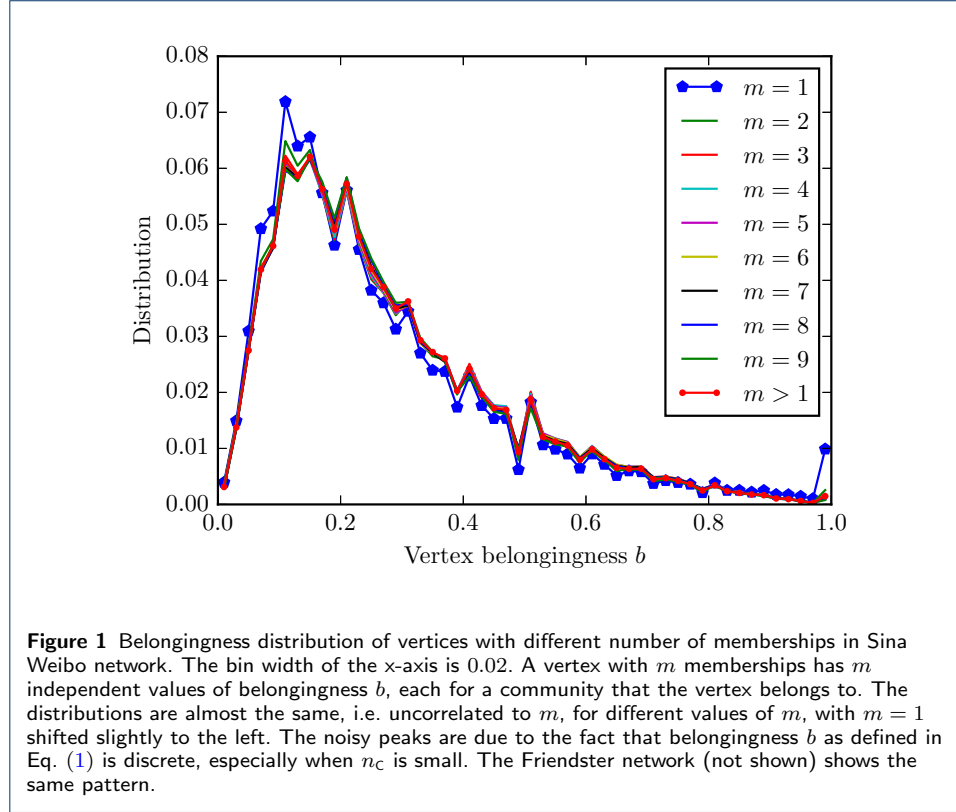 0.08
0.07
0.06
0.05
0.04
0.03
0.02
0.01
0.00
Distribution
0.0 0.2 0.4 0.6 0.8 1.0
Vertex belongingness b
m = 1
m = 2
m = 3
m = 4
m = 5
m = 6
m = 7
m = 8
m = 9
m > 1
Figure 1 Belongingness distribution of vertices with different number of memberships in Sina
Weibo network. The bin width of the x-axis is 0.02. A vertex with m memberships has m
independent values of belongingness b, each for a community that the vertex belongs to. The
distributions are almost the same, i.e. uncorrelated to m, for different values of m, with m = 1
shifted slightly to the left. The noisy peaks are due to the fact that belongingness b as defined in
Eq. (1) is discrete, especially when n_C is small. The Friendster network (not shown) shows the
same pattern.